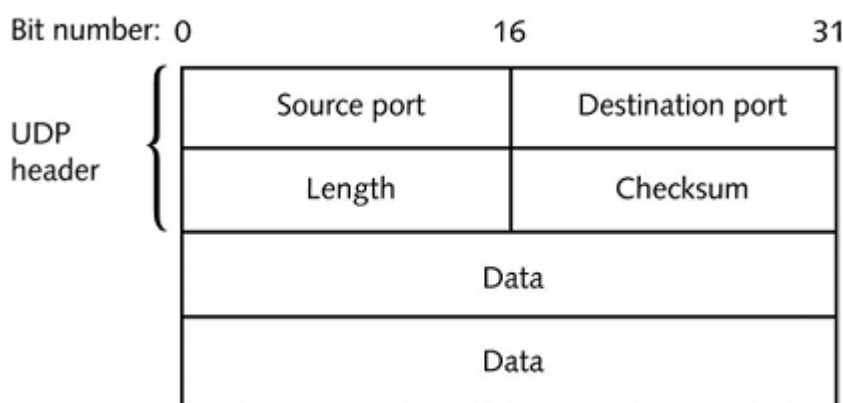 Bit number: 0 16 31
Source port Destination port
UDP
header
Length Checksum
Data
Data